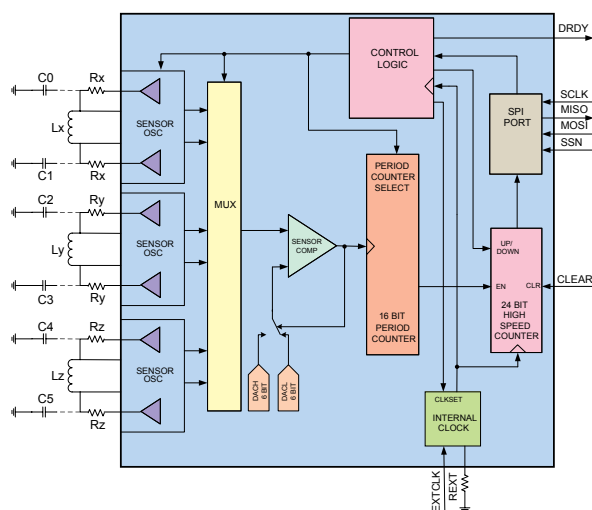 C0
Rx
SENSOR
OSC
Lx
C1
Rx
C2
Ry
SENSOR
OSC
Ly
C3
Ry
C4
Rz
SENSOR
OSC
Lz
C5
Rz
MUX
SENSOR
COMP
DACH
6 BIT
DACL
6 BIT
CONTROL
LOGIC
PERIOD
COUNTER
SELECT
16 BIT
PERIOD
COUNTER
SPI
PORT
UP/
DOWN
EN
CLR
24 BIT
HIGH
SPEED
COUNTER
CLKSET
INTERNAL
CLOCK
DRDY
SCLK
MISO
MOSI
SSN
CLEAR
EXTCLK
REXT